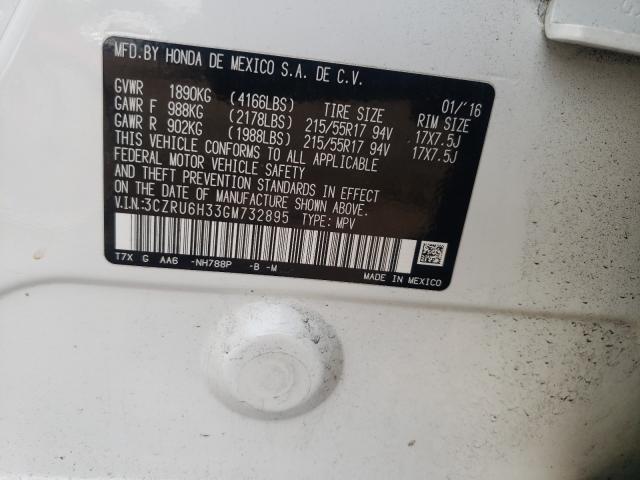 MFD.BY HONDA DE MEXICO S.A. DE C.V.
01/'16
GVWR 1890KG (4166LBS) TIRE SIZE RIM SIZE
GAWR F 988KG (2178LBS) 215/55R17 94V 17X7.5J
GAWR R 902KG (1988LBS) 215/55R17 94V 17X7.5J
THIS VEHICLE CONFORMS TO ALL APPLICABLE
FEDERAL MOTOR VEHICLE SAFETY
AND THEFT PREVENTION STANDARDS IN EFFECT
ON THE DATE OF MANUFACTURE SHOWN ABOVE.
V.I.N.:3CZRU6H33GM732895 TYPE: MPV
T7X G AA6 -NH788P -B -M
MADE IN MEXICO